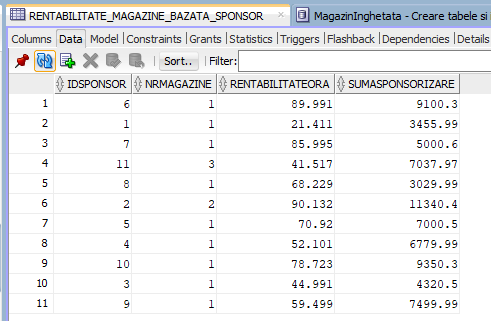 RENTABILITATE_MAGAZINE_BAZATA_SPONSOR × MagazinInghetata - Creare tabele si
Columns Data Model Constraints Grants Statistics Triggers Flashback Dependencies Details
Sort.. Filter:
IDSPONSOR NRMAGAZINE RENTABILITATEORA SUMASPONSORIZARE
1 6 1 89.991 9100.3
2 1 1 21.411 3455.99
3 7 1 85.995 5000.6
4 11 3 41.517 7037.97
5 8 1 68.229 3029.99
6 2 2 90.132 11340.4
7 5 1 70.92 7000.5
8 4 1 52.101 6779.99
9 10 1 78.723 9350.3
10 3 1 44.991 4320.5
11 9 1 59.499 7499.99